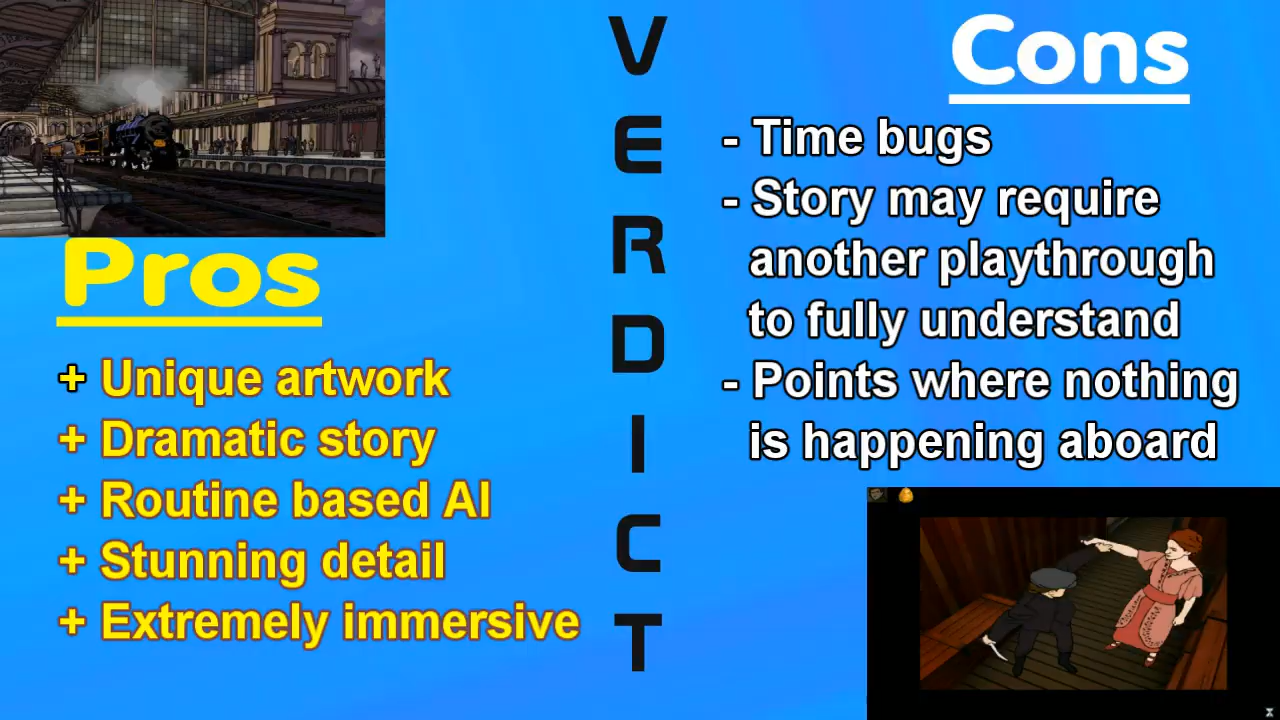 Pros
+ Unique artwork
+ Dramatic story
+ Routine based AI
+ Stunning detail
+ Extremely immersive
VERDICT
Cons
- Time bugs
- Story may require
another playthrough
to fully understand
- Points where nothing
is happening aboard